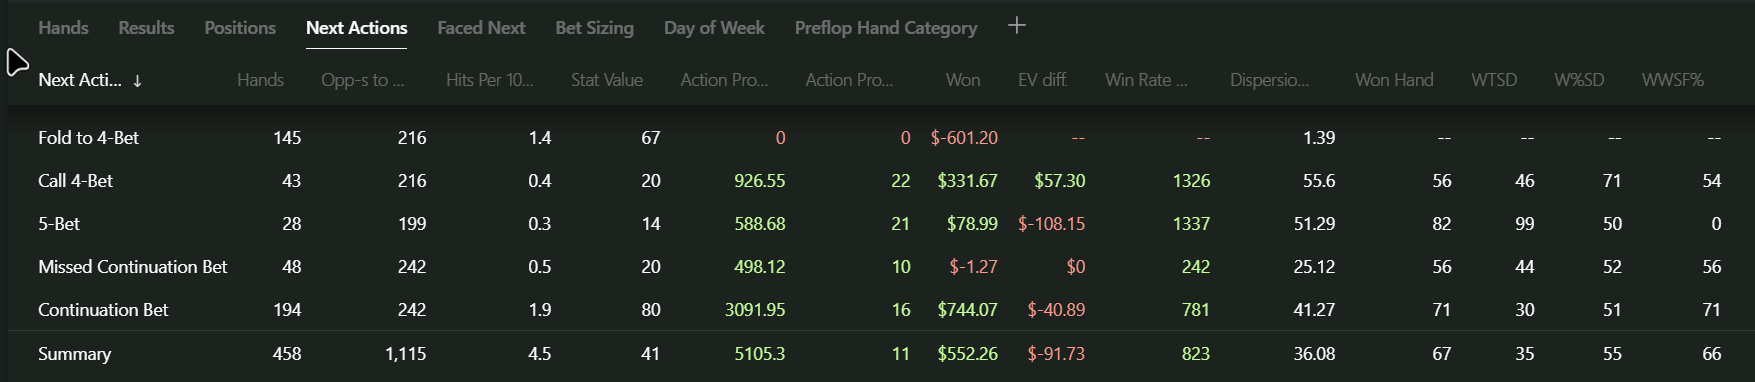 Hands Results Positions Next Actions Faced Next Bet Sizing Day of Week Preflop Hand Category +
Next Acti... ↓ Hands Opp-s to ... Hits Per 10... Stat Value Action Pro... Action Pro... Won EV diff. Win Rate ... Dispersio... Won Hand WTSD W%SD WWSF%
Fold to 4-Bet 145 216 1.4 67 0 0 $-601.20 -- -- 1.39 -- -- -- --
Call 4-Bet 43 216 0.4 20 926.55 22 $331.67 $57.30 1326 55.6 56 46 71 54
5-Bet 28 199 0.3 14 588.68 21 $78.99 $-108.15 1337 51.29 82 99 50 0
Missed Continuation Bet 48 242 0.5 20 498.12 10 $-1.27 $0 242 25.12 56 44 52 56
Continuation Bet 194 242 1.9 80 3091.95 16 $744.07 $-40.89 781 41.27 71 30 51 71
Summary 458 1,115 4.5 41 5105.3 11 $552.26 $-91.73 823 36.08 67 35 55 66